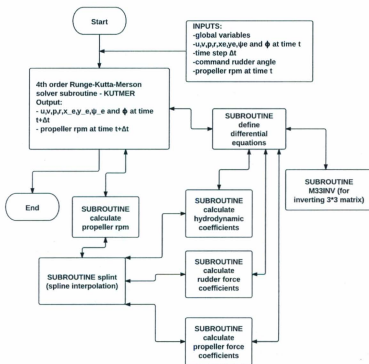 Start
INPUTS:
-global variables
-u,v,p,r,xe,ye,ψe and ϕ at time t
-time step Δt
-command rudder angle
-propeller rpm at time t
4th order Runge-Kutta-Merson
solver subroutine - KUTMER
Output:
- u,v,p,r,x_e,y_e,ψ_e and ϕ at time
t+Δt
- propeller rpm at time t+Δt
SUBROUTINE
define
differential
equations
End
SUBROUTINE
calculate
propeller rpm
SUBROUTINE
calculate
hydrodynamic
coefficients
SUBROUTINE
M33INV (for
inverting 3*3 matrix)
SUBROUTINE splint
(spline interpolation)
SUBROUTINE
calculate
rudder force
coefficients
SUBROUTINE
calculate
propeller force
coefficients